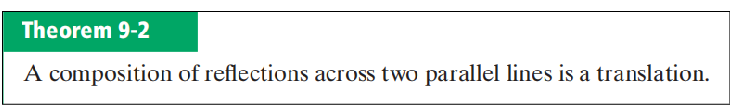 Theorem 9-2
A composition of reflections across two parallel lines is a translation.